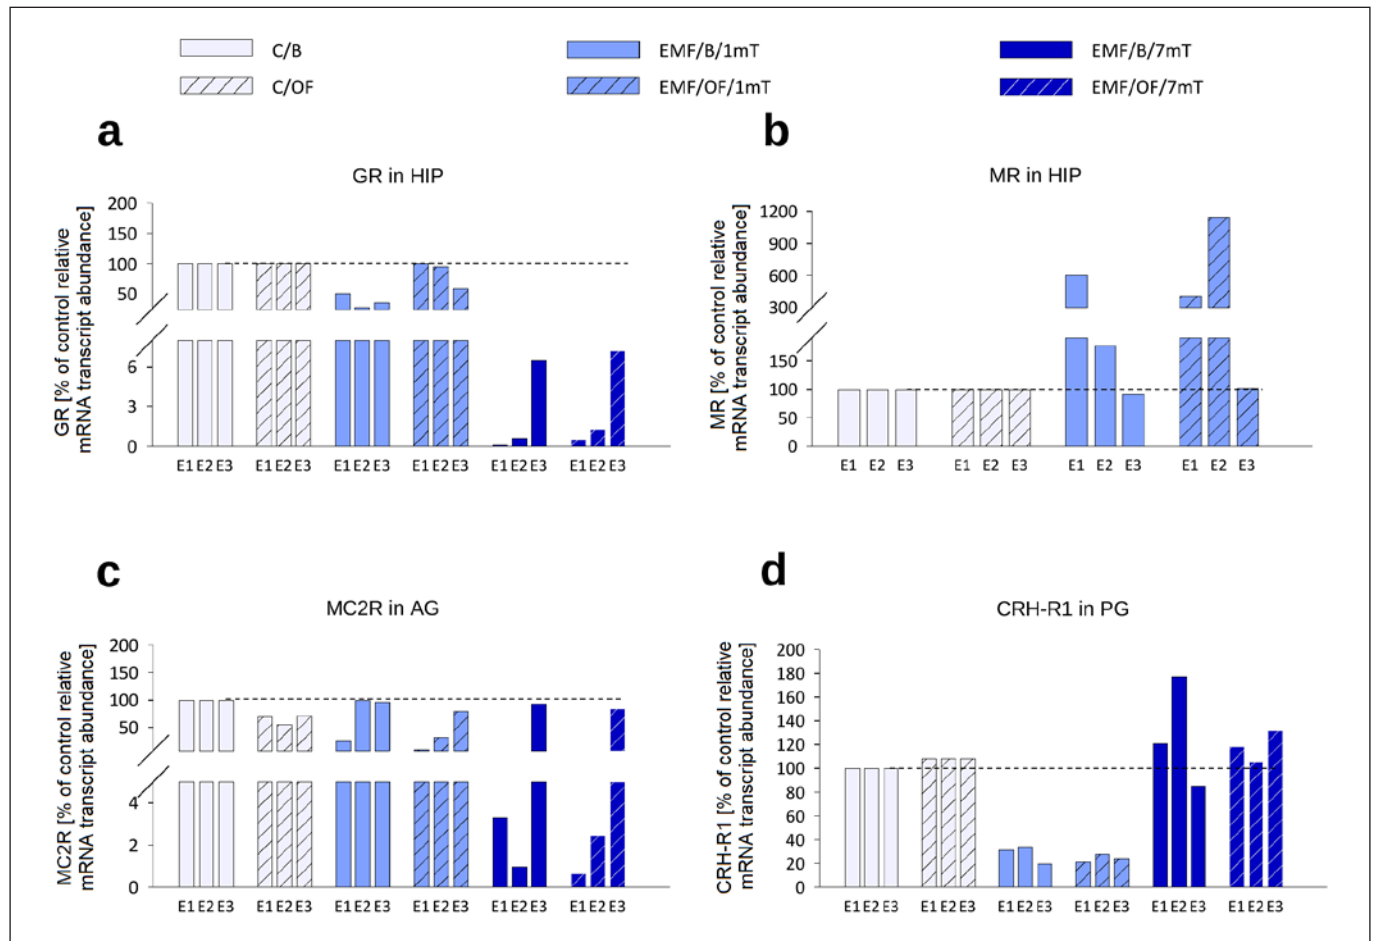 C/B EMF/B/1mT EMF/B/7mT
C/OF EMF/OF/1mT EMF/OF/7mT
a
GR in HIP
GR [% of control relative
mRNA transcript abundance]
200
150
100
50
6
3
0
E1 E2 E3 E1 E2 E3 E1 E2 E3 E1 E2 E3 E1 E2 E3 E1 E2 E3
b
MR in HIP
MR [% of control relative
mRNA transcript abundance]
1200
900
600
300
150
100
50
0
E1 E2 E3 E1 E2 E3 E1 E2 E3 E1 E2 E3
c
MC2R in AG
MC2R [% of control relative
mRNA transcript abundance]
200
150
100
50
4
2
0
E1 E2 E3 E1 E2 E3 E1 E2 E3 E1 E2 E3 E1 E2 E3 E1 E2 E3
d
CRH-R1 in PG
CRH-R1 [% of control relative
mRNA transcript abundance]
200
180
160
140
120
100
80
60
40
20
0
E1 E2 E3 E1 E2 E3 E1 E2 E3 E1 E2 E3 E1 E2 E3 E1 E2 E3